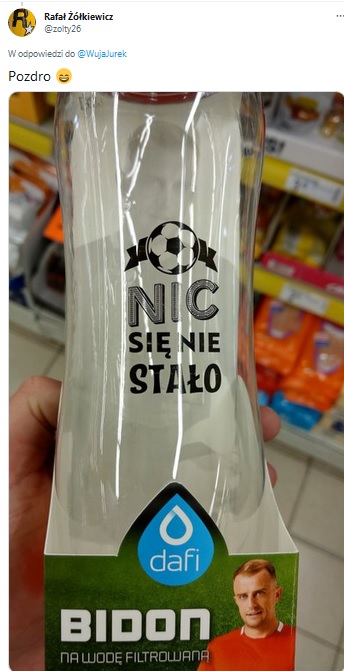 Rafał Żółkiewicz
@zolty26
W odpowiedzi do @WujaJurek
Pozdro 😄
NIC
SIĘ NIE
STAŁO
dafi
BIDON
NA WODĘ FILTROWANĄ